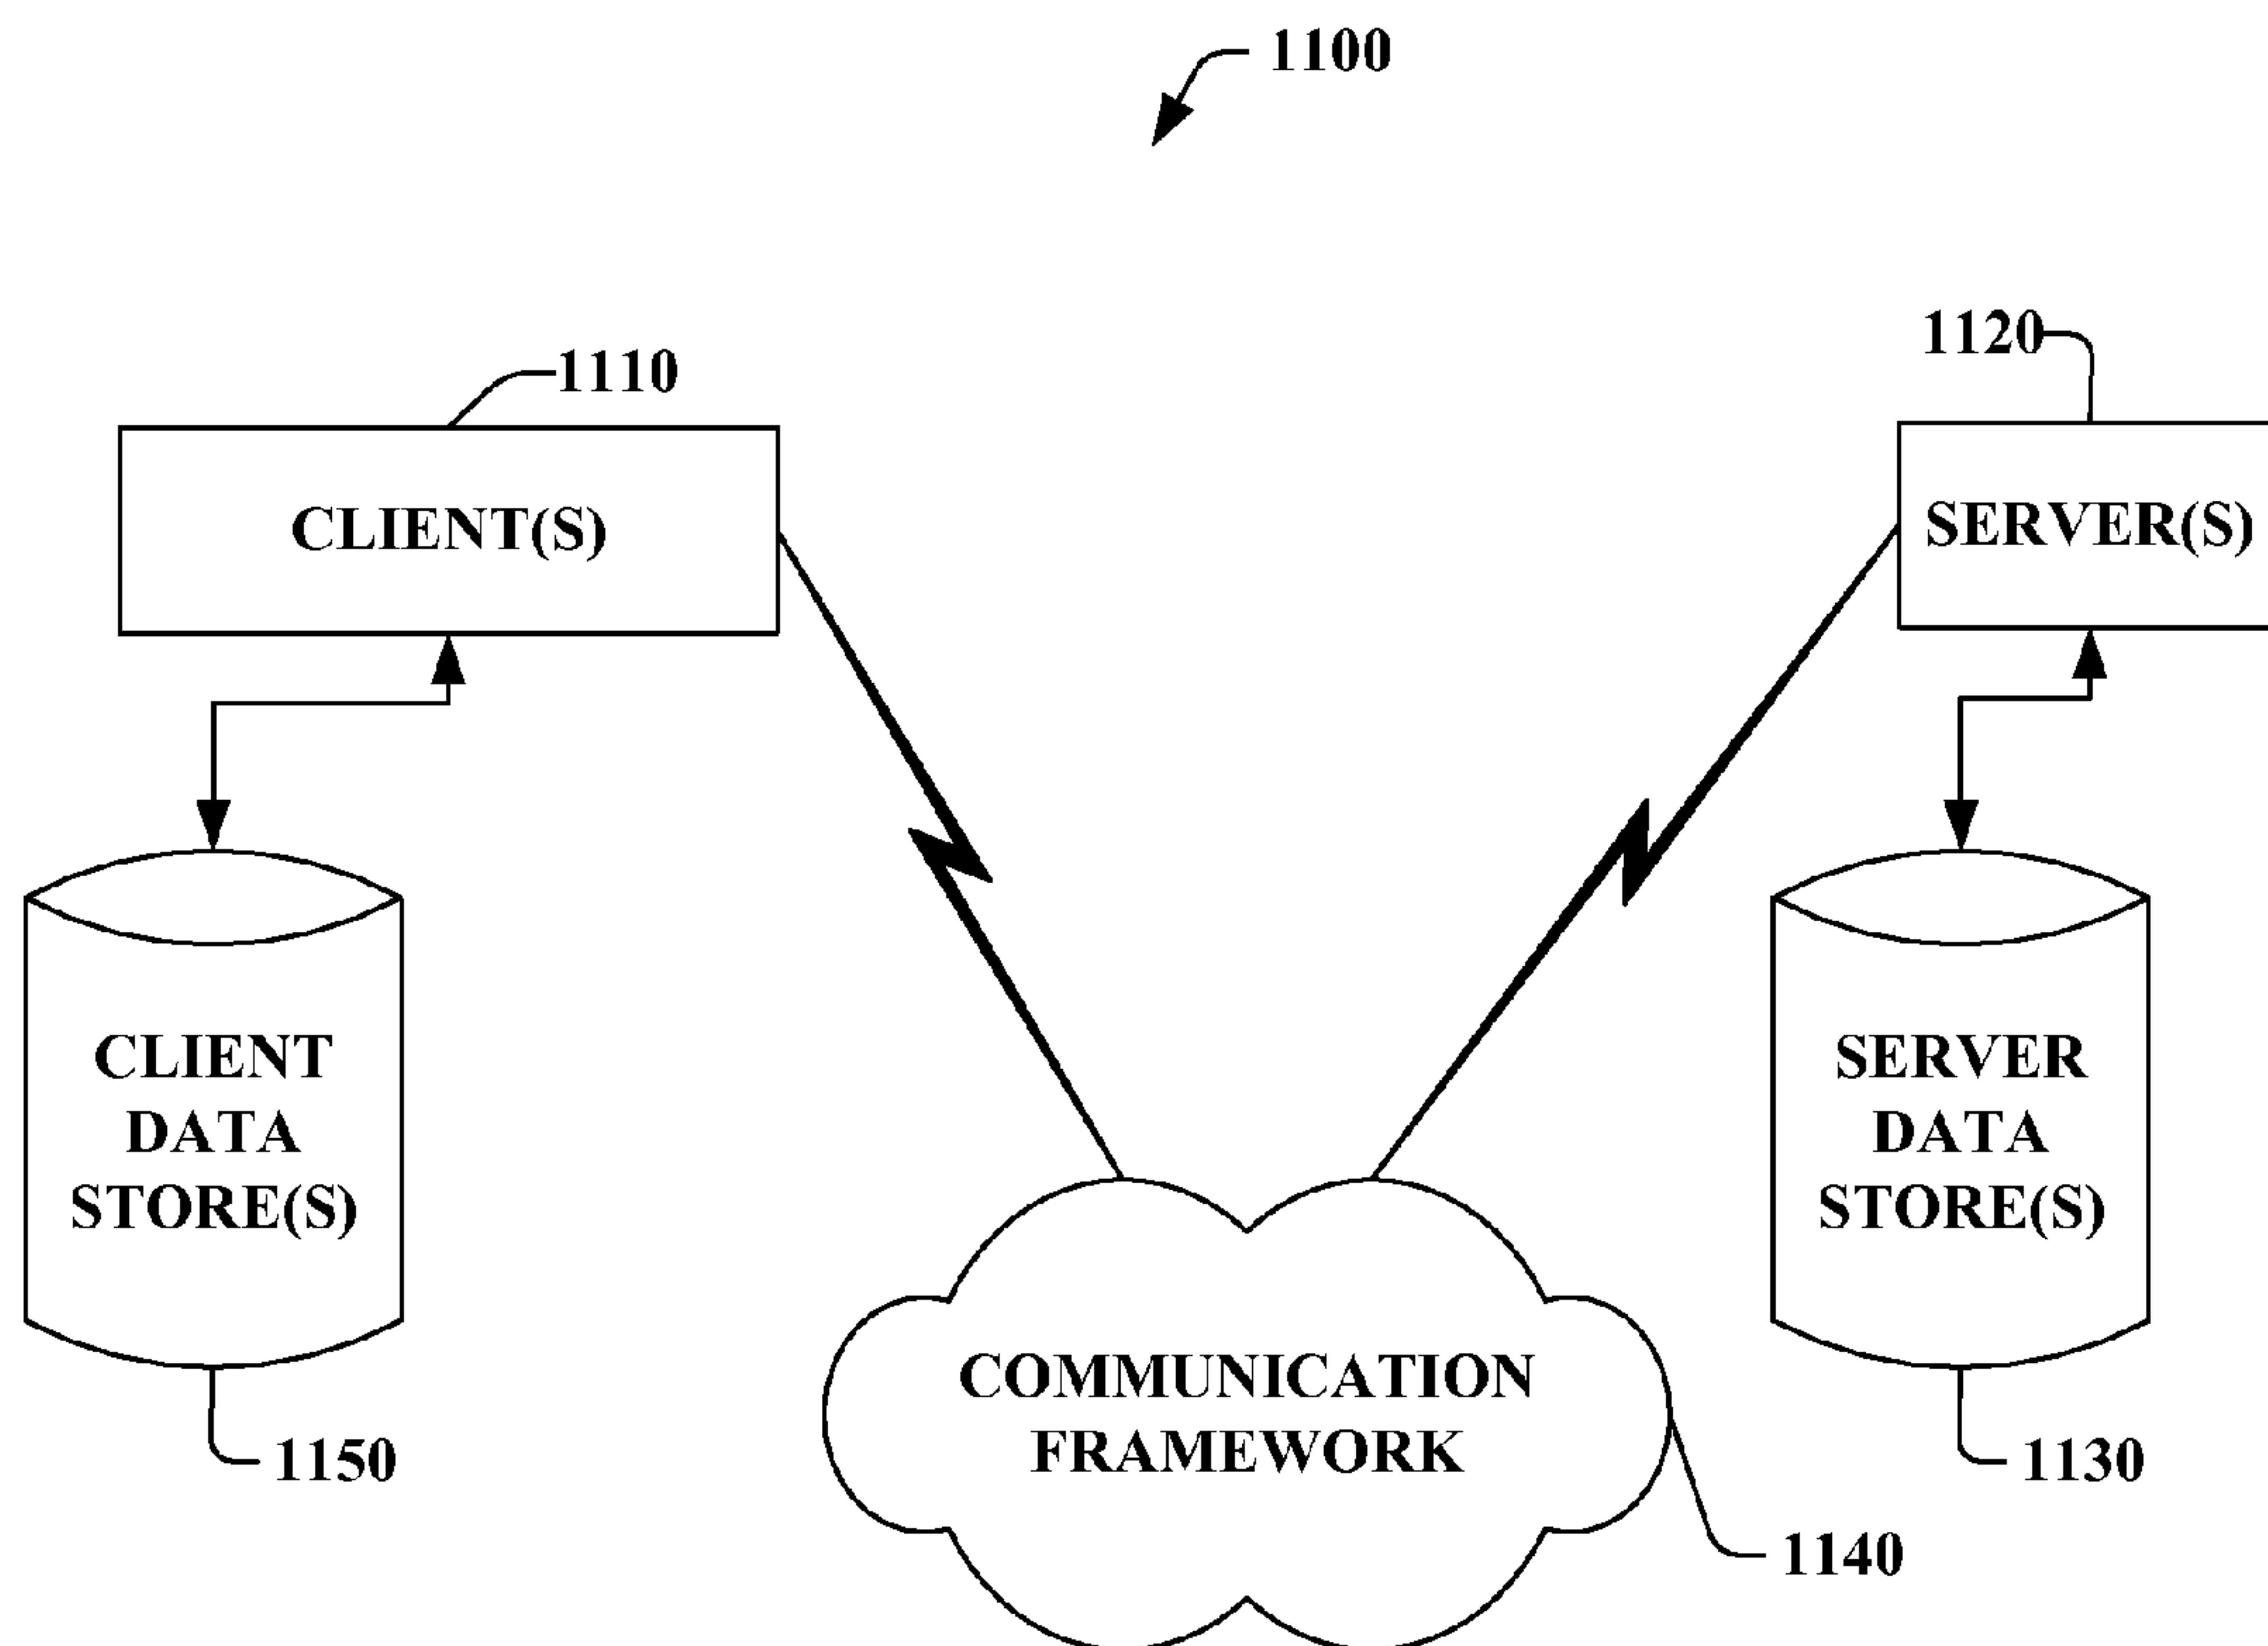 1100
1120
1110
CLIENT(S)
SERVER(S)
CLIENT
DATA
STORE(S)
SERVER
DATA
STORE(S)
COMMUNICATION
FRAMEWORK
1150
1130
1140